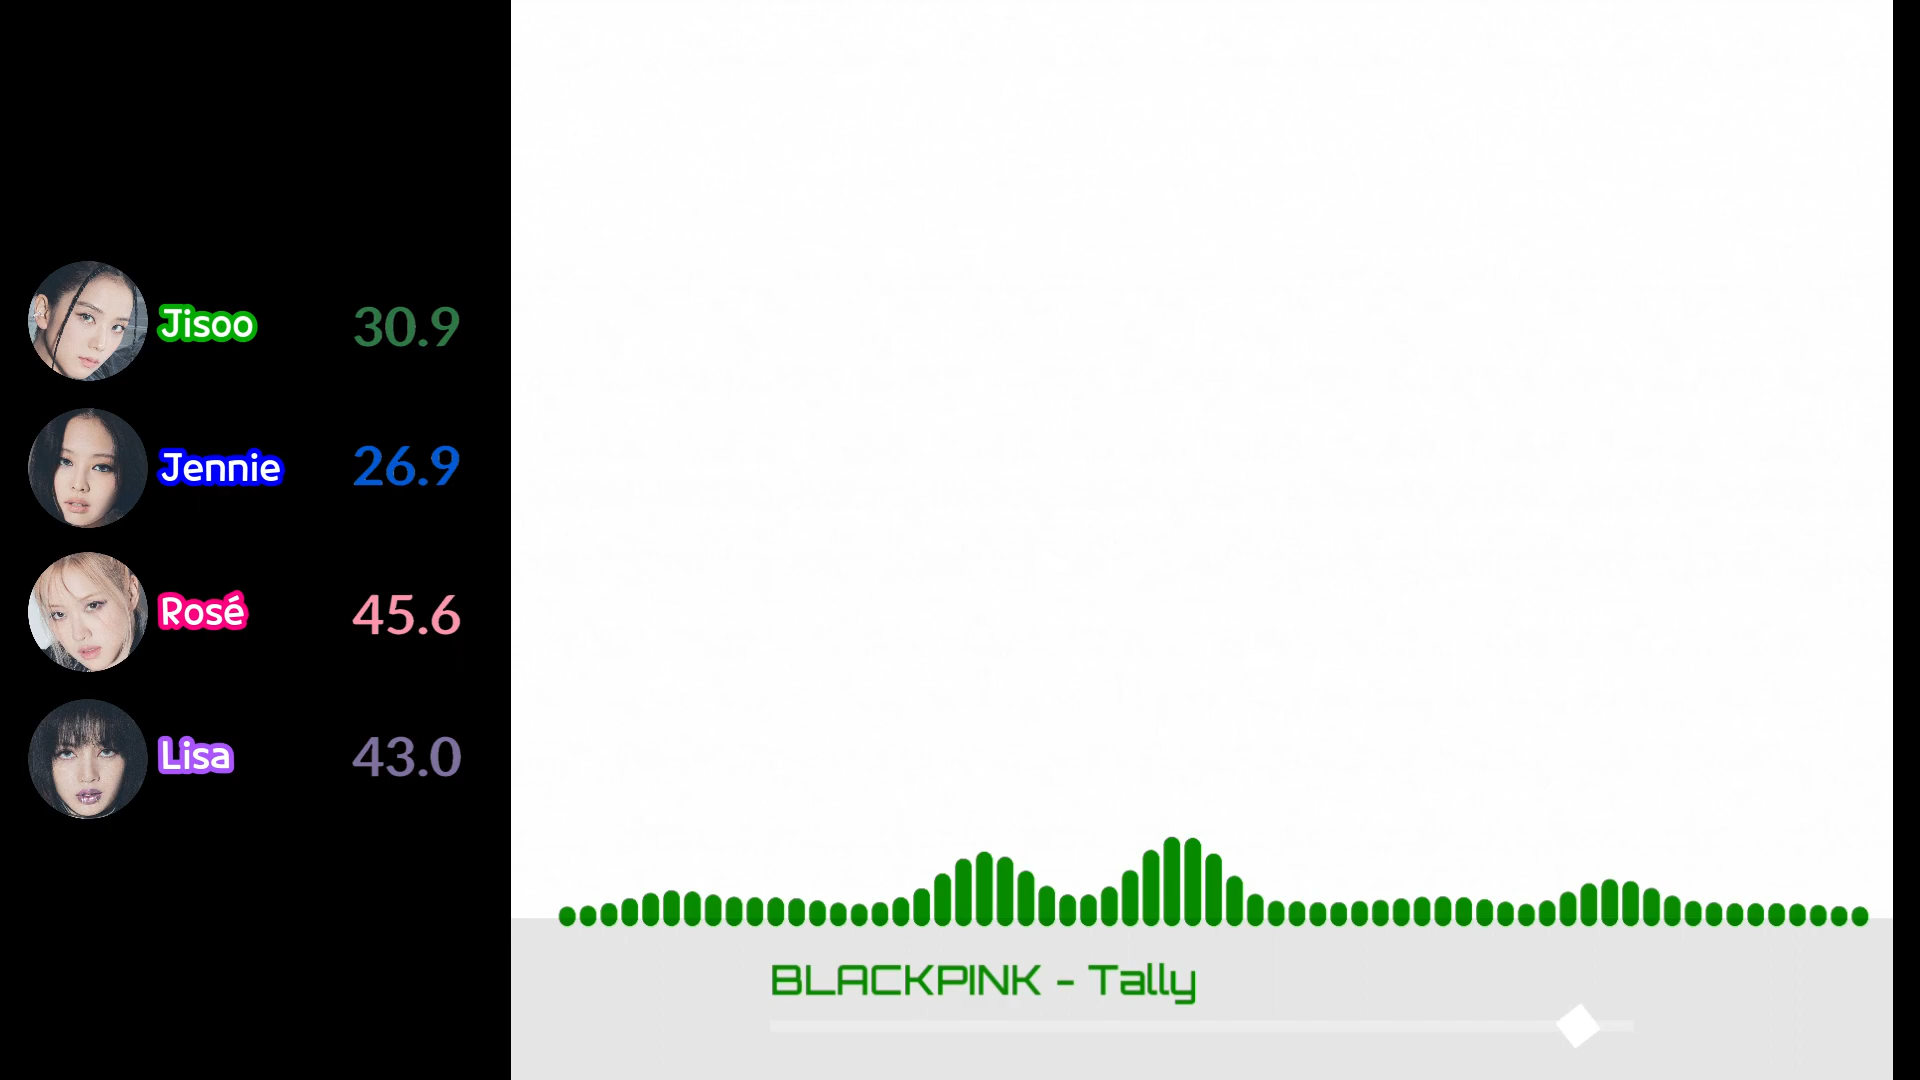 Jisoo 30.9
Jennie 26.9
Rosé 45.6
Lisa 43.0
BLACKPINK - Tally